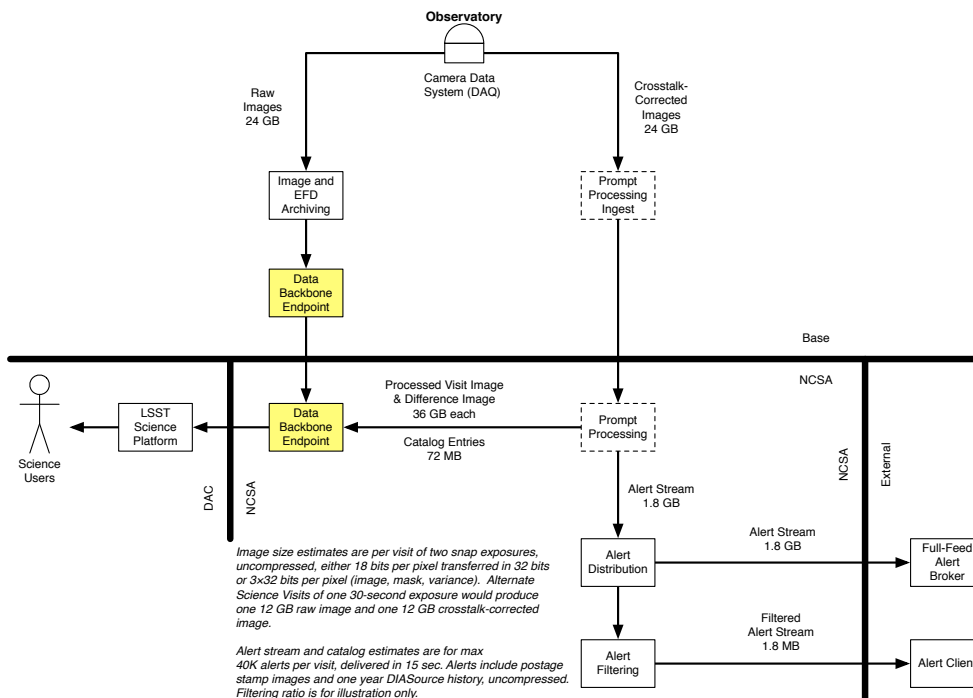 Observatory
Camera Data
System (DAQ)
Raw
Images
24 GB
Crosstalk-
Corrected
Images
24 GB
Image and
EFD
Archiving
Prompt
Processing
Ingest
Data
Backbone
Endpoint
Base
NCSA
Science
Users
LSST
Science
Platform
DAC
NCSA
Data
Backbone
Endpoint
Processed Visit Image
& Difference Image
36 GB each
Catalog Entries
72 MB
Prompt
Processing
NCSA
External
Alert Stream
1.8 GB
Alert
Distribution
Alert Stream
1.8 GB
Full-Feed
Alert
Broker
Alert
Filtering
Filtered
Alert Stream
1.8 MB
Alert Client
Image size estimates are per visit of two snap exposures,
uncompressed, either 18 bits per pixel transferred in 32 bits
or 3×32 bits per pixel (image, mask, variance).  Alternate
Science Visits of one 30-second exposure would produce
one 12 GB raw image and one 12 GB crosstalk-corrected
image.
Alert stream and catalog estimates are for max
40K alerts per visit, delivered in 15 sec. Alerts include postage
stamp images and one year DIASource history, uncompressed.
Filtering ratio is for illustration only.